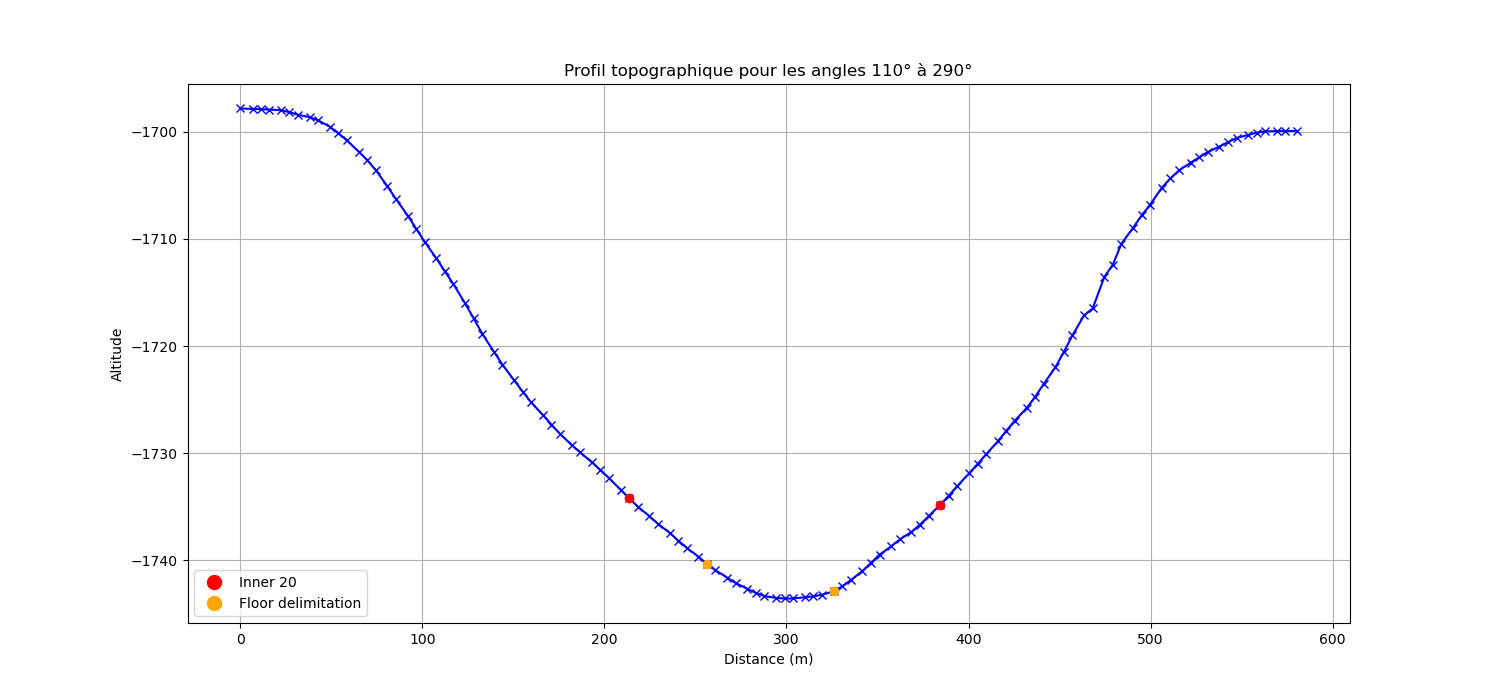 Profil topographique pour les angles 110° à 290°
−1700
−1710
−1720
−1730
−1740
Altitude
Inner 20
Floor delimitation
0 100 200 300 400 500 600
Distance (m)